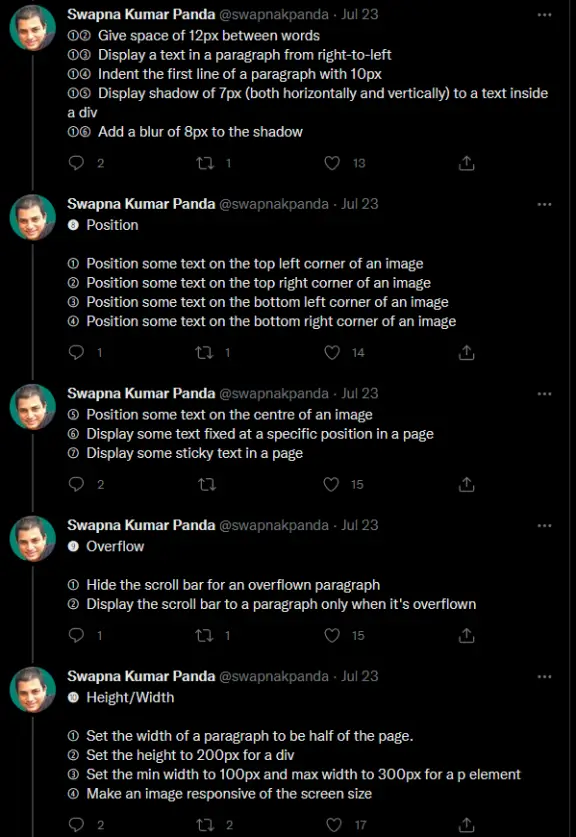 Swapna Kumar Panda @swapnakpanda · Jul 23
①② Give space of 12px between words
①③ Display a text in a paragraph from right-to-left
①④ Indent the first line of a paragraph with 10px
①⑤ Display shadow of 7px (both horizontally and vertically) to a text inside
a div
①⑥ Add a blur of 8px to the shadow
2 1 13
Swapna Kumar Panda @swapnakpanda · Jul 23
❽ Position
① Position some text on the top left corner of an image
② Position some text on the top right corner of an image
③ Position some text on the bottom left corner of an image
④ Position some text on the bottom right corner of an image
1 1 14
Swapna Kumar Panda @swapnakpanda · Jul 23
⑤ Position some text on the centre of an image
⑥ Display some text fixed at a specific position in a page
⑦ Display some sticky text in a page
2 15
Swapna Kumar Panda @swapnakpanda · Jul 23
❾ Overflow
① Hide the scroll bar for an overflown paragraph
② Display the scroll bar to a paragraph only when it's overflown
1 1 15
Swapna Kumar Panda @swapnakpanda · Jul 23
❿ Height/Width
① Set the width of a paragraph to be half of the page.
② Set the height to 200px for a div
③ Set the min width to 100px and max width to 300px for a p element
④ Make an image responsive of the screen size
2 2 17